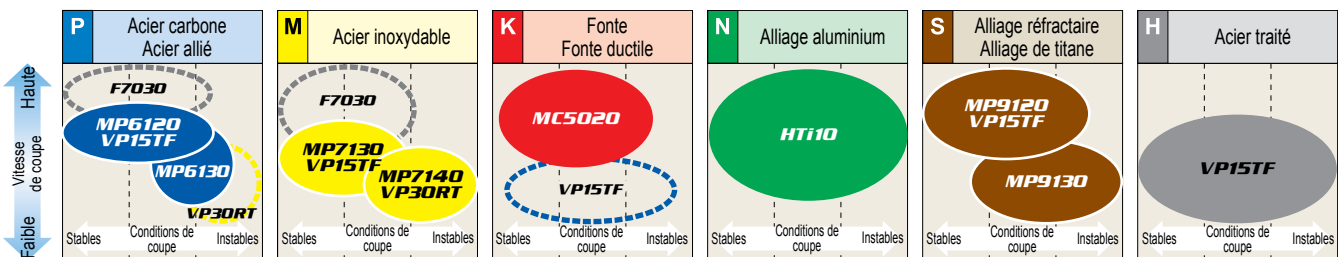 Haute
Vitesse
de coupe
Faible
P
Acier carbone
Acier allié
F7030
MP6120
VP15TF
MP6130
VP30RT
Stables
Conditions de
coupe
Instables
M
Acier inoxydable
F7030
MP7130
VP15TF
MP7140
VP30RT
Stables
Conditions de
coupe
Instables
K
Fonte
Fonte ductile
MC5020
VP15TF
Stables
Conditions de
coupe
Instables
N
Alliage aluminium
HTi10
Stables
Conditions de
coupe
Instables
S
Alliage réfractaire
Alliage de titane
MP9120
VP15TF
MP9130
Stables
Conditions de
coupe
Instables
H
Acier traité
VP15TF
Stables
Conditions de
coupe
Instables